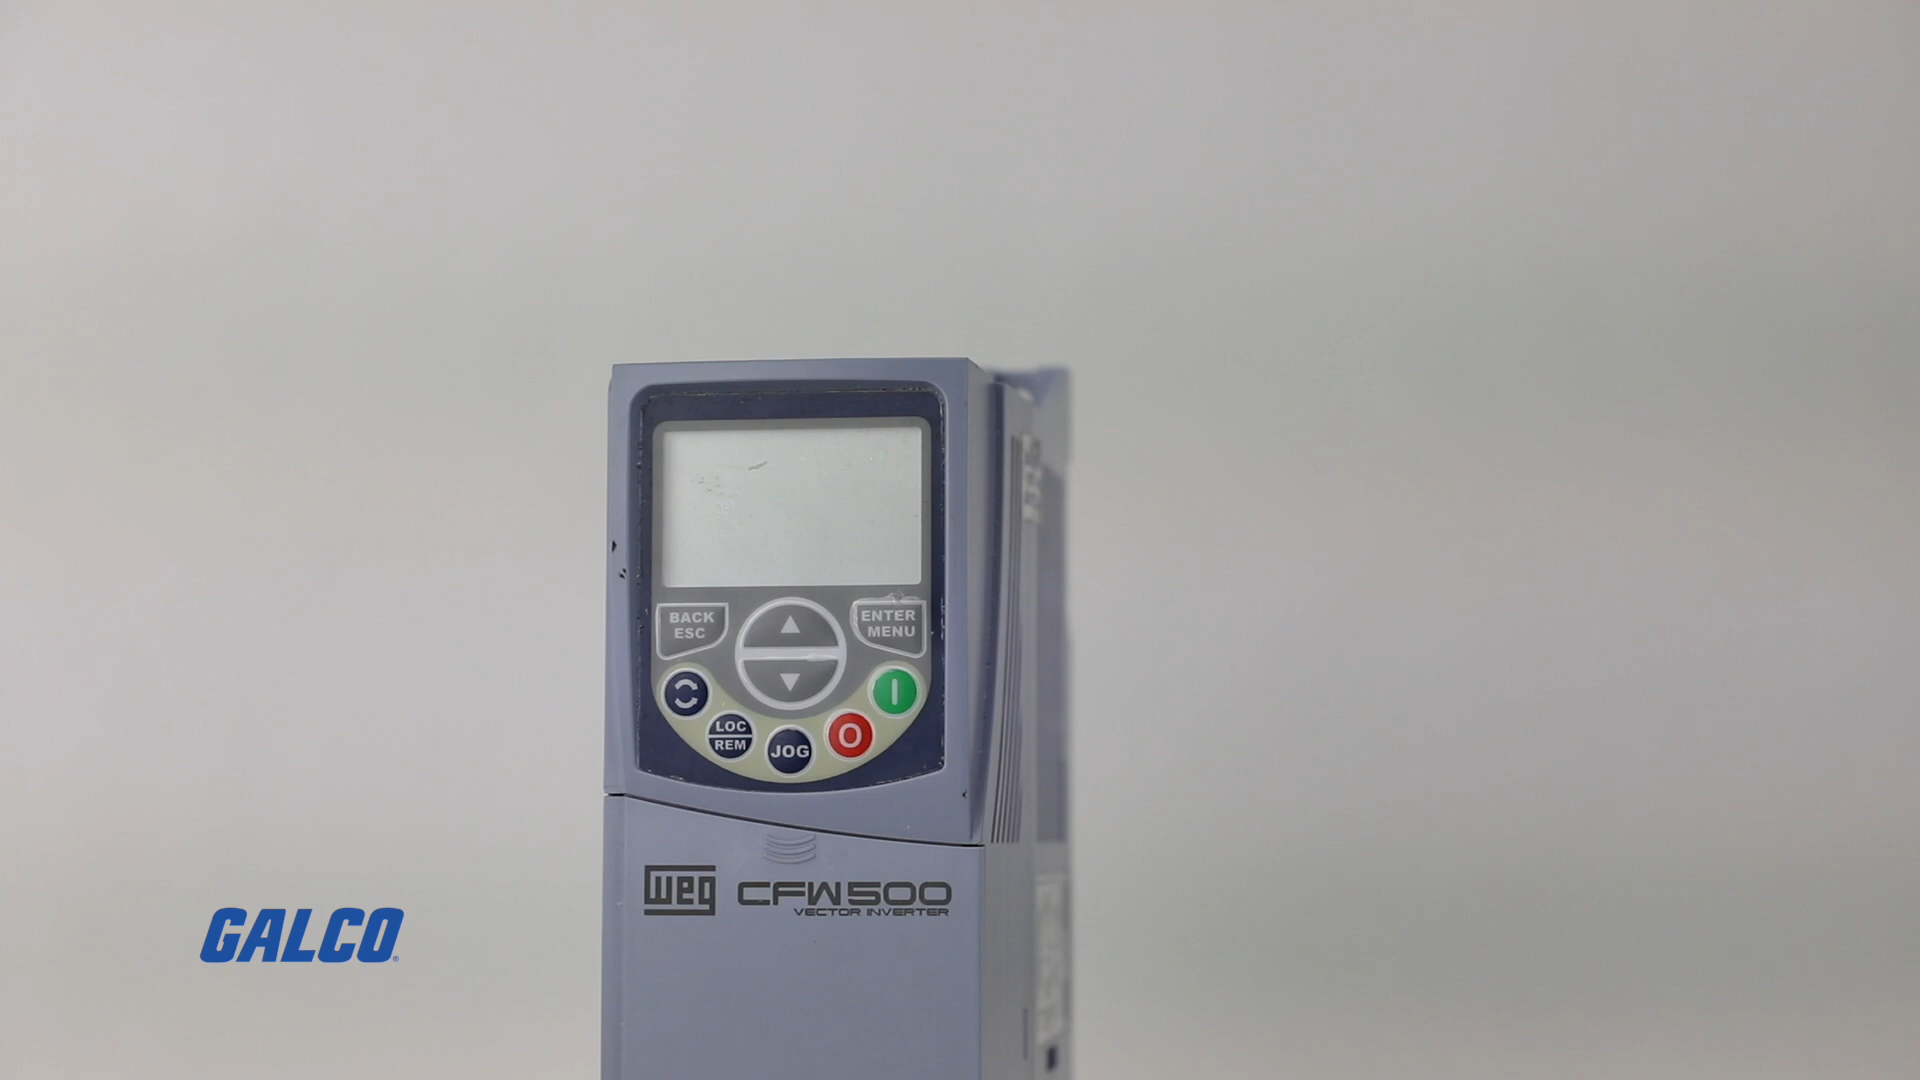 BACK
ESC
ENTER
MENU
LOC
REM
JOG
WEG CFW500
VECTOR INVERTER
GALCO®